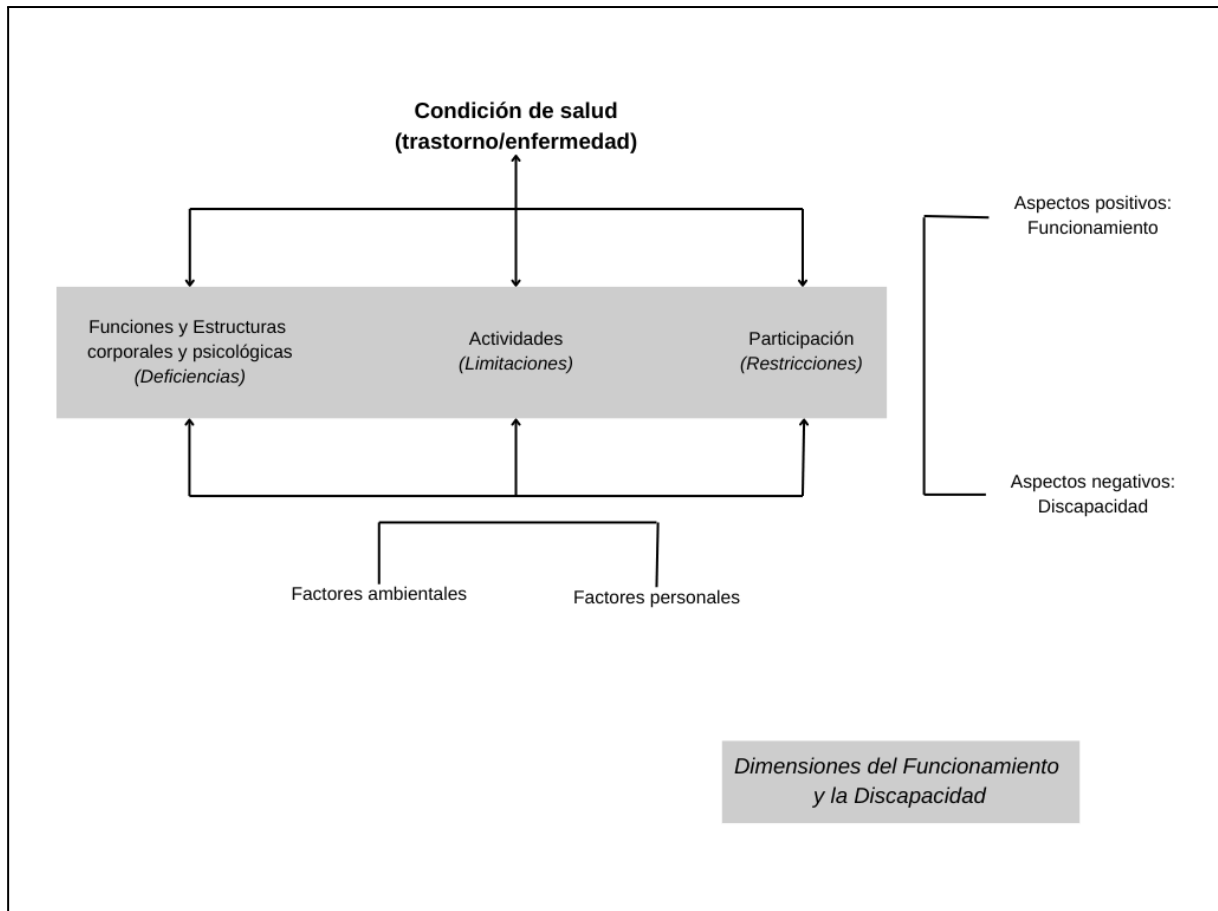 Condición de salud
(trastorno/enfermedad)
Aspectos positivos:
Funcionamiento
Funciones y Estructuras
corporales y psicológicas
(Deficiencias)
Actividades
(Limitaciones)
Participación
(Restricciones)
Aspectos negativos:
Discapacidad
Factores ambientales
Factores personales
Dimensiones del Funcionamiento
y la Discapacidad